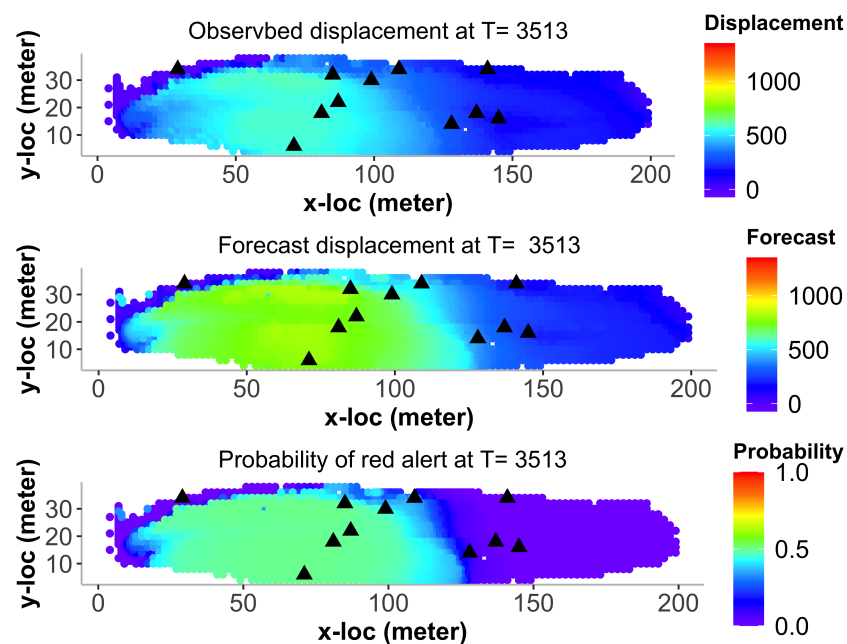 Observbed displacement at T= 3513
Displacement
y-loc (meter)
30
20
10
1000
500
0
0 50 100 150 200
x-loc (meter)
Forecast displacement at T=  3513
Forecast
y-loc (meter)
30
20
10
1000
500
0
0 50 100 150 200
x-loc (meter)
Probability of red alert at T= 3513
Probability
y-loc (meter)
30
20
10
1.0
0.5
0.0
0 50 100 150 200
x-loc (meter)